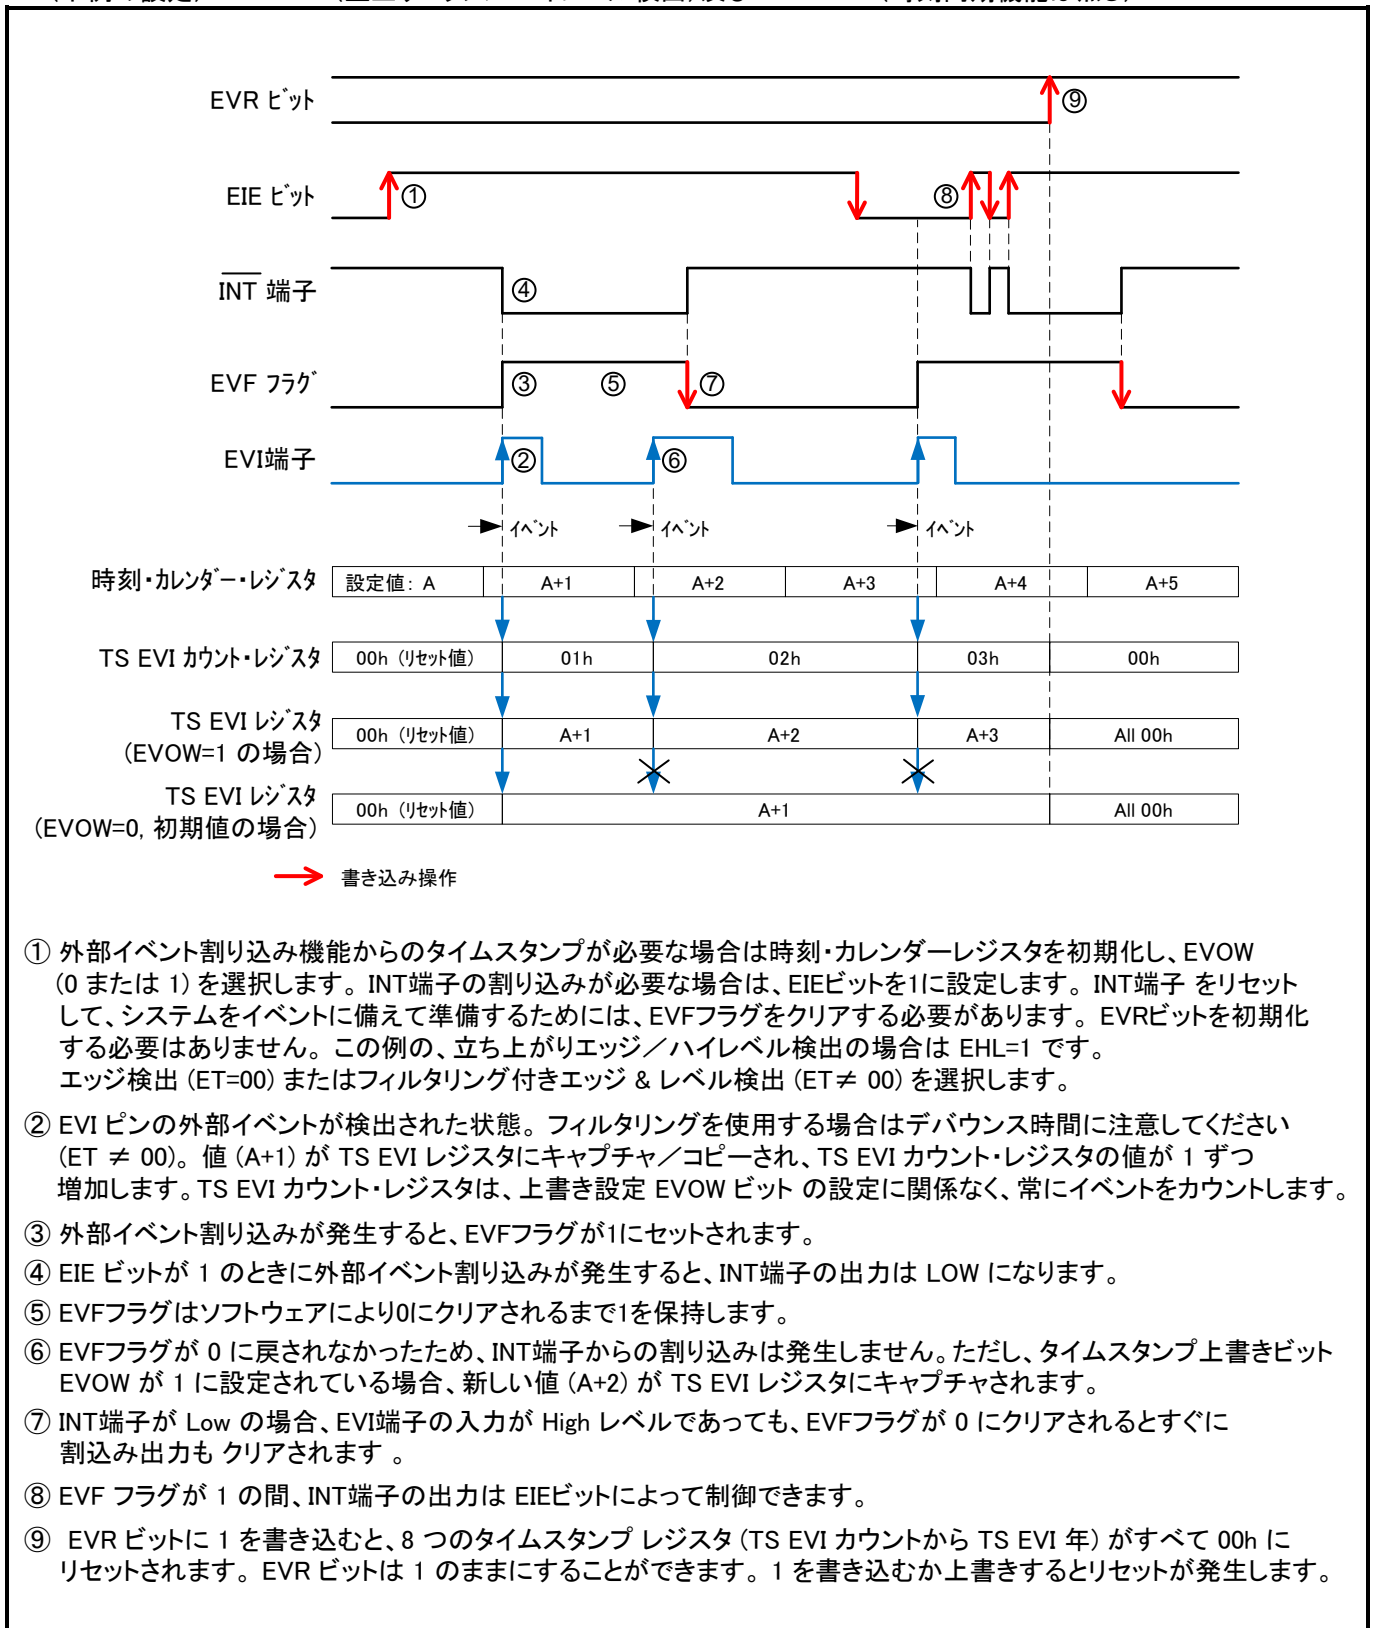 EVR ビット
⑨
EIE ビット
①
⑧
INT 端子
④
EVF フラグ
③
⑤
⑦
EVI端子
②
⑥
イベント
イベント
イベント
時刻・カレンダー・レジスタ
設定値: A
A+1
A+2
A+3
A+4
A+5
TS EVI カウント・レジスタ
00h (リセット値)
01h
02h
03h
00h
TS EVI レジスタ
(EVOW=1 の場合)
00h (リセット値)
A+1
A+2
A+3
All 00h
TS EVI レジスタ
(EVOW=0, 初期値の場合)
00h (リセット値)
A+1
All 00h
書き込み操作
① 外部イベント割り込み機能からのタイムスタンプが必要な場合は時刻・カレンダーレジスタを初期化し、EVOW
(0 または 1) を選択します。INT端子の割り込みが必要な場合は、EIEビットを1に設定します。INT端子 をリセット
して、システムをイベントに備えて準備するためには、EVFフラグをクリアする必要があります。EVRビットを初期化
する必要はありません。この例の、立ち上がりエッジ／ハイレベル検出の場合は EHL=1 です。
エッジ検出 (ET=00) またはフィルタリング付きエッジ & レベル検出 (ET≠ 00) を選択します。
② EVI ピンの外部イベントが検出された状態。フィルタリングを使用する場合はデバウンス時間に注意してください
(ET ≠ 00)。値 (A+1) が TS EVI レジスタにキャプチャ／コピーされ、TS EVI カウント・レジスタの値が 1 ずつ
増加します。TS EVI カウント・レジスタは、上書き設定 EVOW ビット の設定に関係なく、常にイベントをカウントします。
③ 外部イベント割り込みが発生すると、EVFフラグが1にセットされます。
④ EIE ビットが 1 のときに外部イベント割り込みが発生すると、INT端子の出力は LOW になります。
⑤ EVFフラグはソフトウェアにより0にクリアされるまで1を保持します。
⑥ EVFフラグが 0 に戻されなかったため、INT端子からの割り込みは発生しません。ただし、タイムスタンプ上書きビット
EVOW が 1 に設定されている場合、新しい値 (A+2) が TS EVI レジスタにキャプチャされます。
⑦ INT端子が Low の場合、EVI端子の入力が High レベルであっても、EVFフラグが 0 にクリアされるとすぐに
割込み出力も クリアされます 。
⑧ EVF フラグが 1 の間、INT端子の出力は EIEビットによって制御できます。
⑨ EVR ビットに 1 を書き込むと、8 つのタイムスタンプ レジスタ (TS EVI カウントから TS EVI 年) がすべて 00h に
リセットされます。EVR ビットは 1 のままにすることができます。1 を書き込むか上書きするとリセットが発生します。